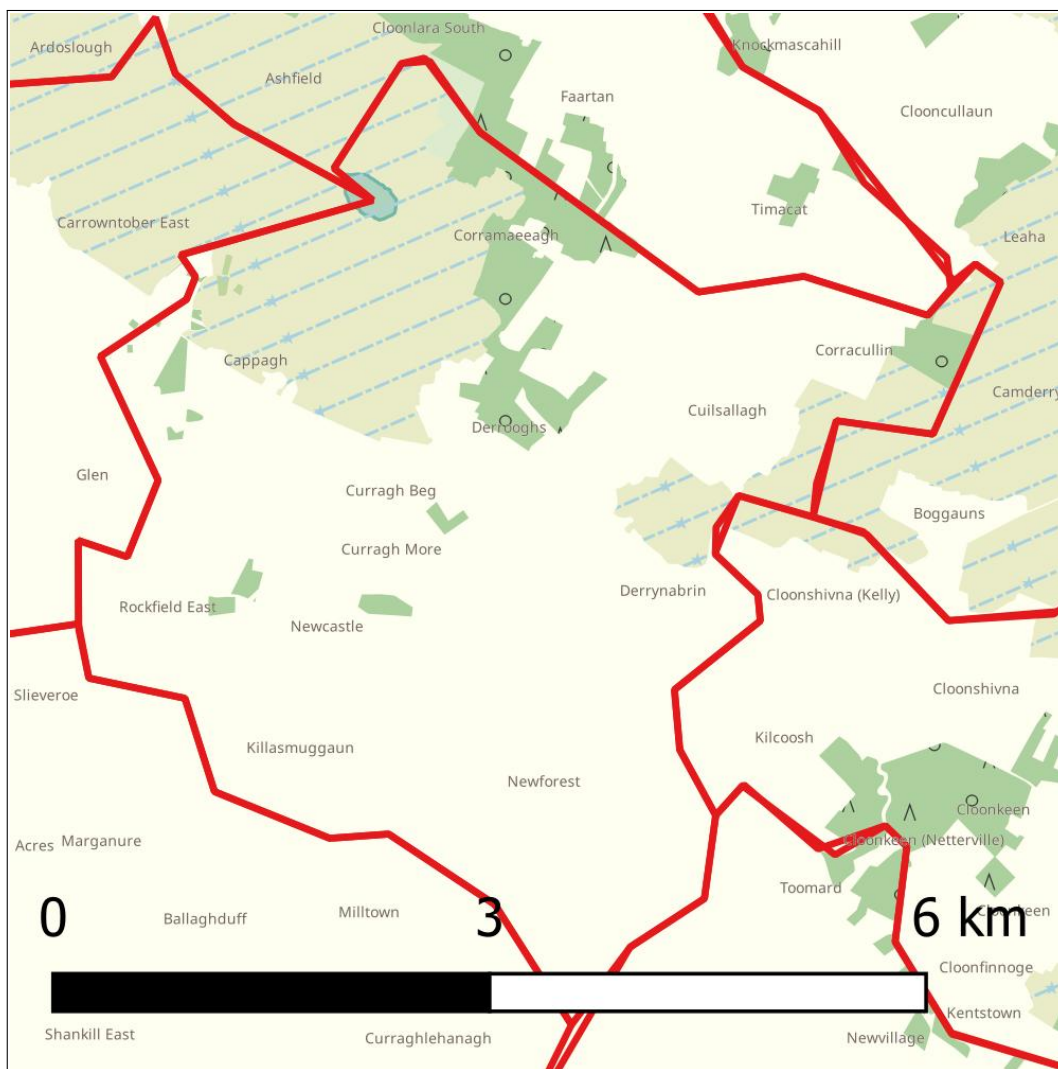 Cloonlara South
Ardoslough
Knockmascahill
Ashfield
Faartan
Clooncullaun
Timacat
Carrowntober East
Corramaeeagh
Leaha
Corracullin
Cappagh
Camderry
Cuilsallagh
Derrooghs
Glen
Curragh Beg
Boggauns
Curragh More
Derrynabrin
Cloonshivna (Kelly)
Rockfield East
Newcastle
Slieveroe
Cloonshivna
Kilcoosh
Killasmuggaun
Newforest
Cloonkeen
Acres
Marganure
Cloonkeen (Netterville)
Toomard
Milltown
Ballaghduff
Cloonkeen
0 3 6 km
Cloonfinnoge
Kentstown
Shankill East
Curraghlehanagh
Newvillage